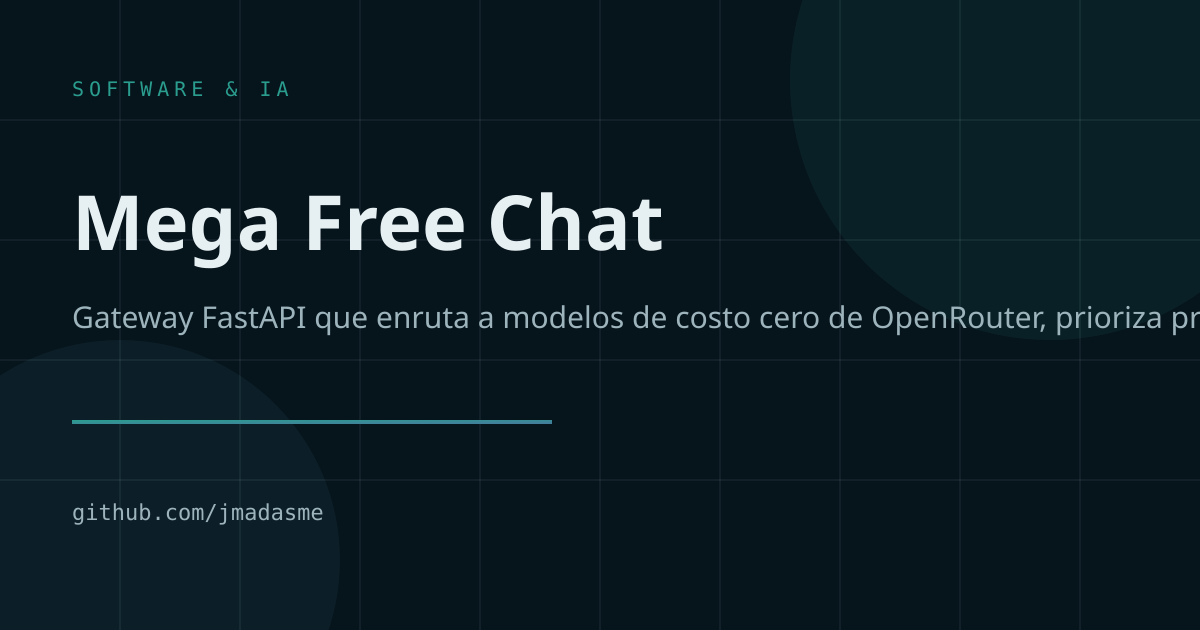 SOFTWARE & IA
Mega Free Chat
Gateway FastAPI que enruta a modelos de costo cero de OpenRouter, prioriza pr
github.com/jmadasme